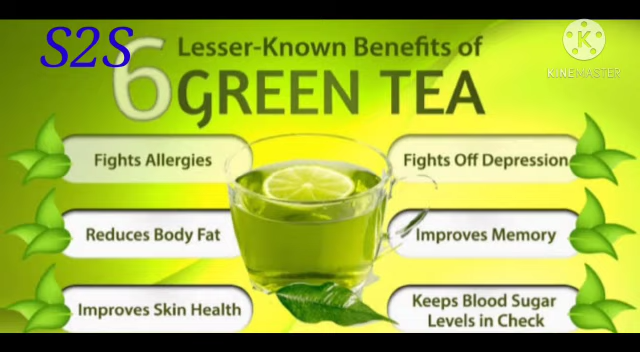 S2S
6 Lesser-Known Benefits of
GREEN TEA
KINEMASTER
Fights Allergies
Fights Off Depression
Reduces Body Fat
Improves Memory
Improves Skin Health
Keeps Blood Sugar
Levels in Check